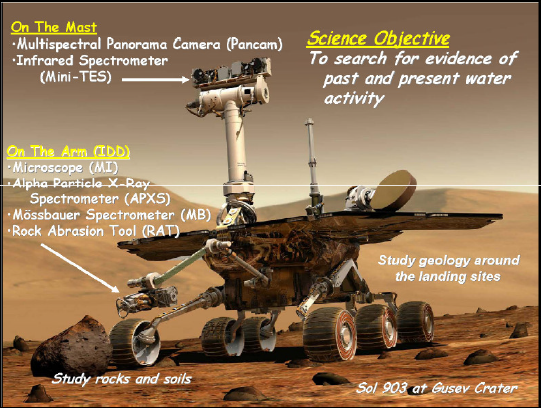 On The Mast
•Multispectral Panorama Camera (Pancam)
•Infrared Spectrometer
(Mini-TES)
Science Objective
To search for evidence of
past and present water
activity
On The Arm (IDD)
•Microscope (MI)
•Alpha Particle X-Ray
Spectrometer (APXS)
•Mössbauer Spectrometer (MB)
•Rock Abrasion Tool (RAT)
Study geology around
the landing sites
Study rocks and soils
Sol 903 at Gusev Crater